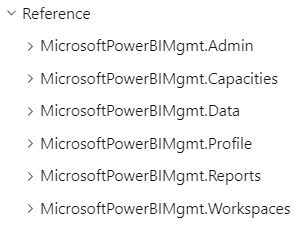 Reference
MicrosoftPowerBIMgmt.Admin
MicrosoftPowerBIMgmt.Capacities
MicrosoftPowerBIMgmt.Data
MicrosoftPowerBIMgmt.Profile
MicrosoftPowerBIMgmt.Reports
MicrosoftPowerBIMgmt.Workspaces